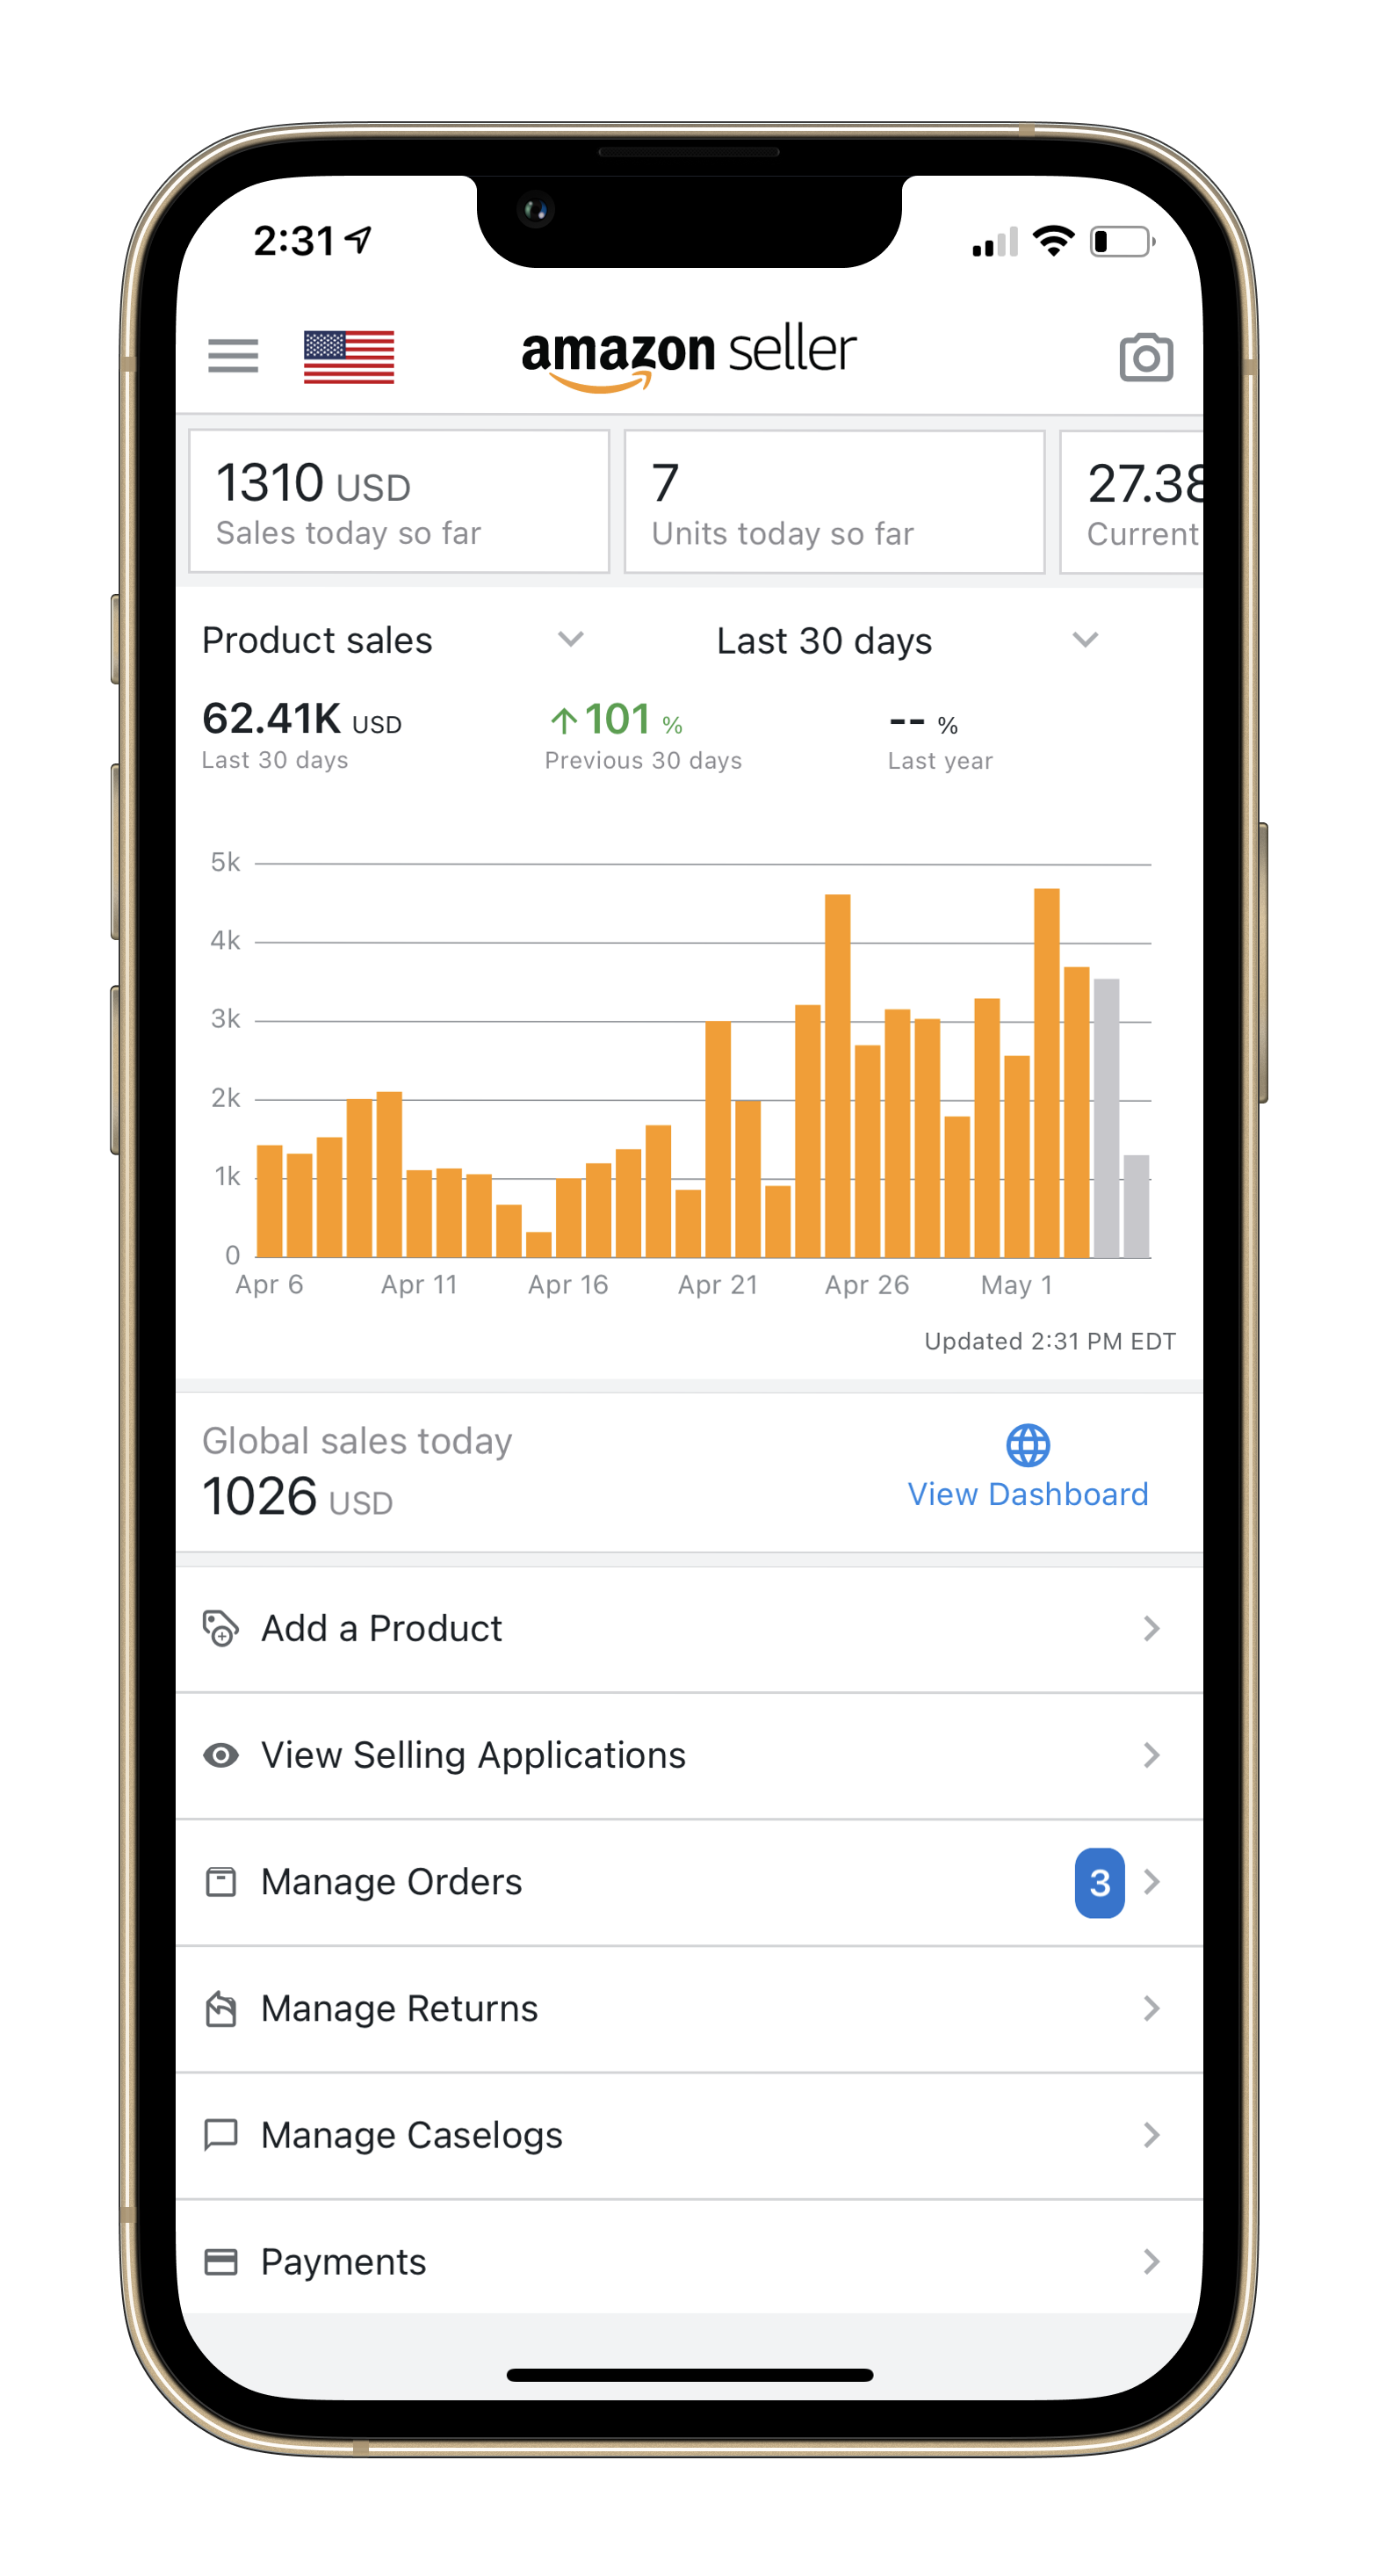 2:31
amazon seller
1310 USD
Sales today so far
7
Units today so far
27.38
Current
Product sales
Last 30 days
62.41K USD
Last 30 days
↑101 %
Previous 30 days
-- %
Last year
5k
4k
3k
2k
1k
0
Apr 6 Apr 11 Apr 16 Apr 21 Apr 26 May 1
Updated 2:31 PM EDT
Global sales today
1026 USD
View Dashboard
Add a Product
View Selling Applications
Manage Orders 3
Manage Returns
Manage Caselogs
Payments